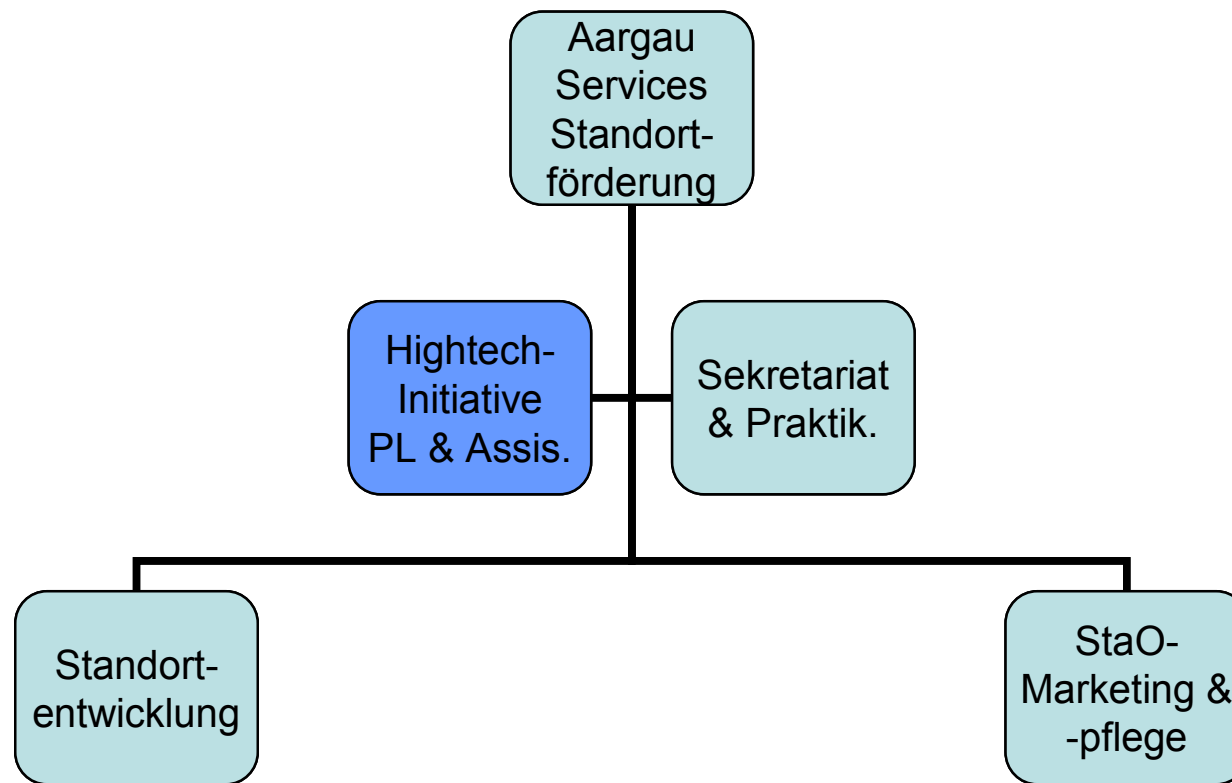 Aargau
Services
Standort-
förderung
Hightech-
Initiative
PL & Assis.
Sekretariat
& Praktik.
Standort-
entwicklung
StaO-
Marketing &
-pflege